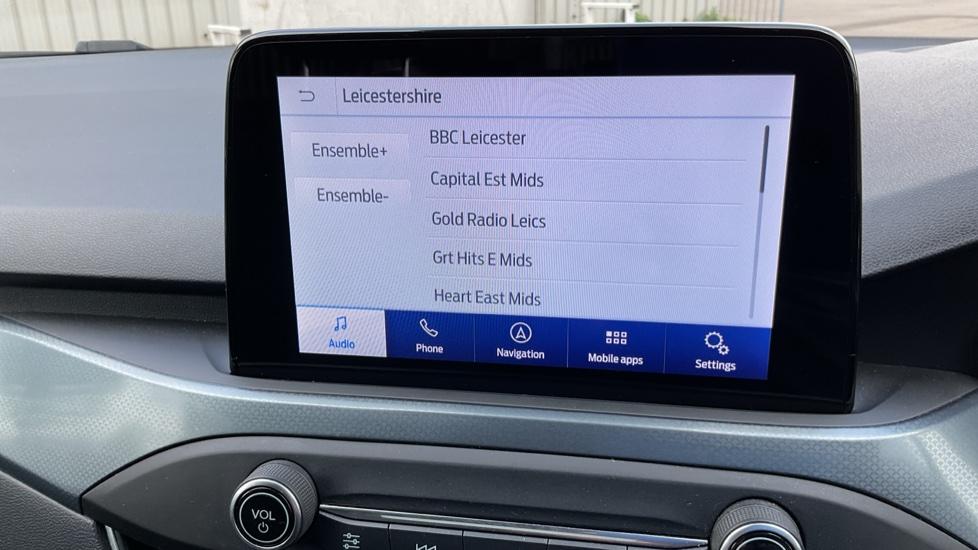 Leicestershire
Ensemble+
Ensemble-
BBC Leicester
Capital Est Mids
Gold Radio Leics
Grt Hits E Mids
Heart East Mids
Audio
Phone
Navigation
Mobile apps
Settings
VOL